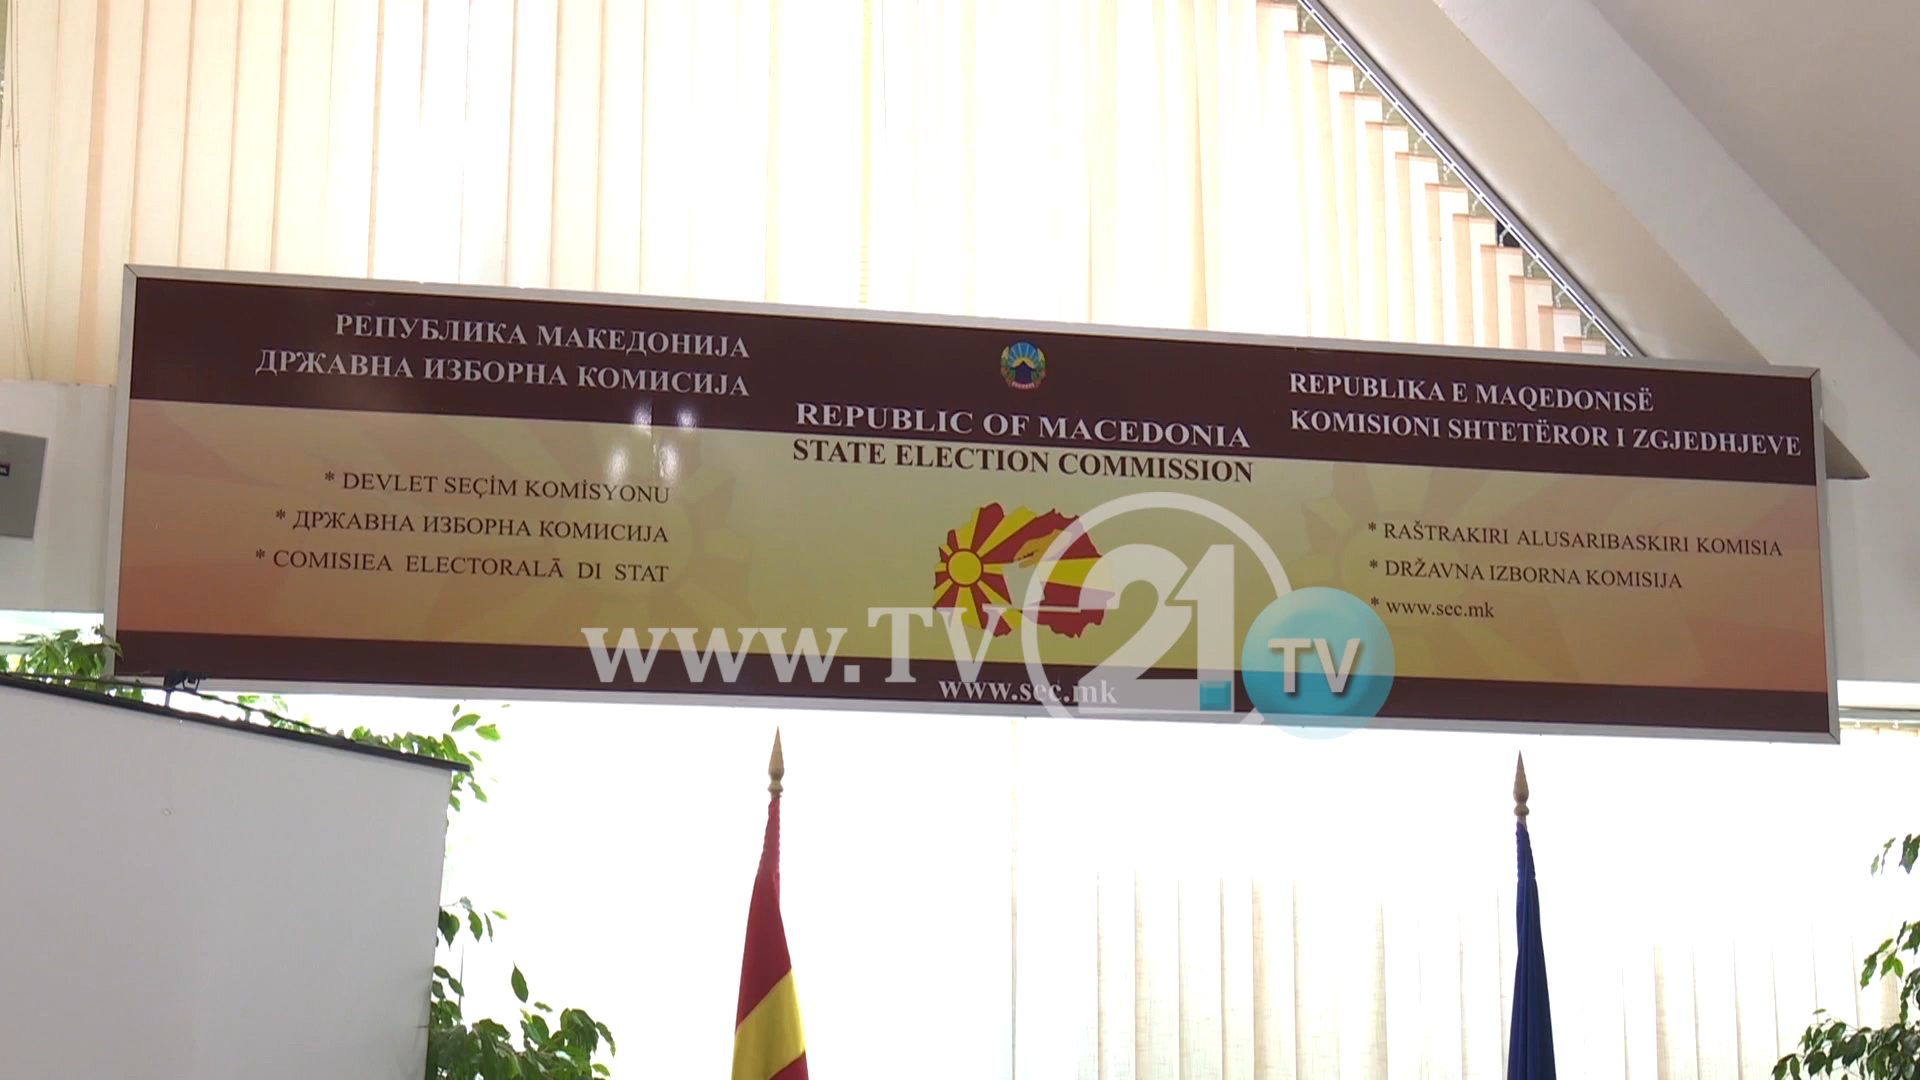 РЕПУБЛИКА МАКЕДОНИЈА
ДРЖАВНА ИЗБОРНА КОМИСИЈА
* DEVLET SEÇİM KOMİSYONU
* ДРЖАВНА ИЗБОРНА КОМИСИЈА
* COMISIEA ELECTORALĂ DI STAT
REPUBLIC OF MACEDONIA
STATE ELECTION COMMISSION
www.sec.mk
REPUBLIKA E MAQEDONISË
KOMISIONI SHTETËROR I ZGJEDHJEVE
* RAŠTRAKIRI ALUSARIBASKIRI KOMISIA
* DRŽAVNA IZBORNA KOMISIJA
* www.sec.mk
www.TV21
TV